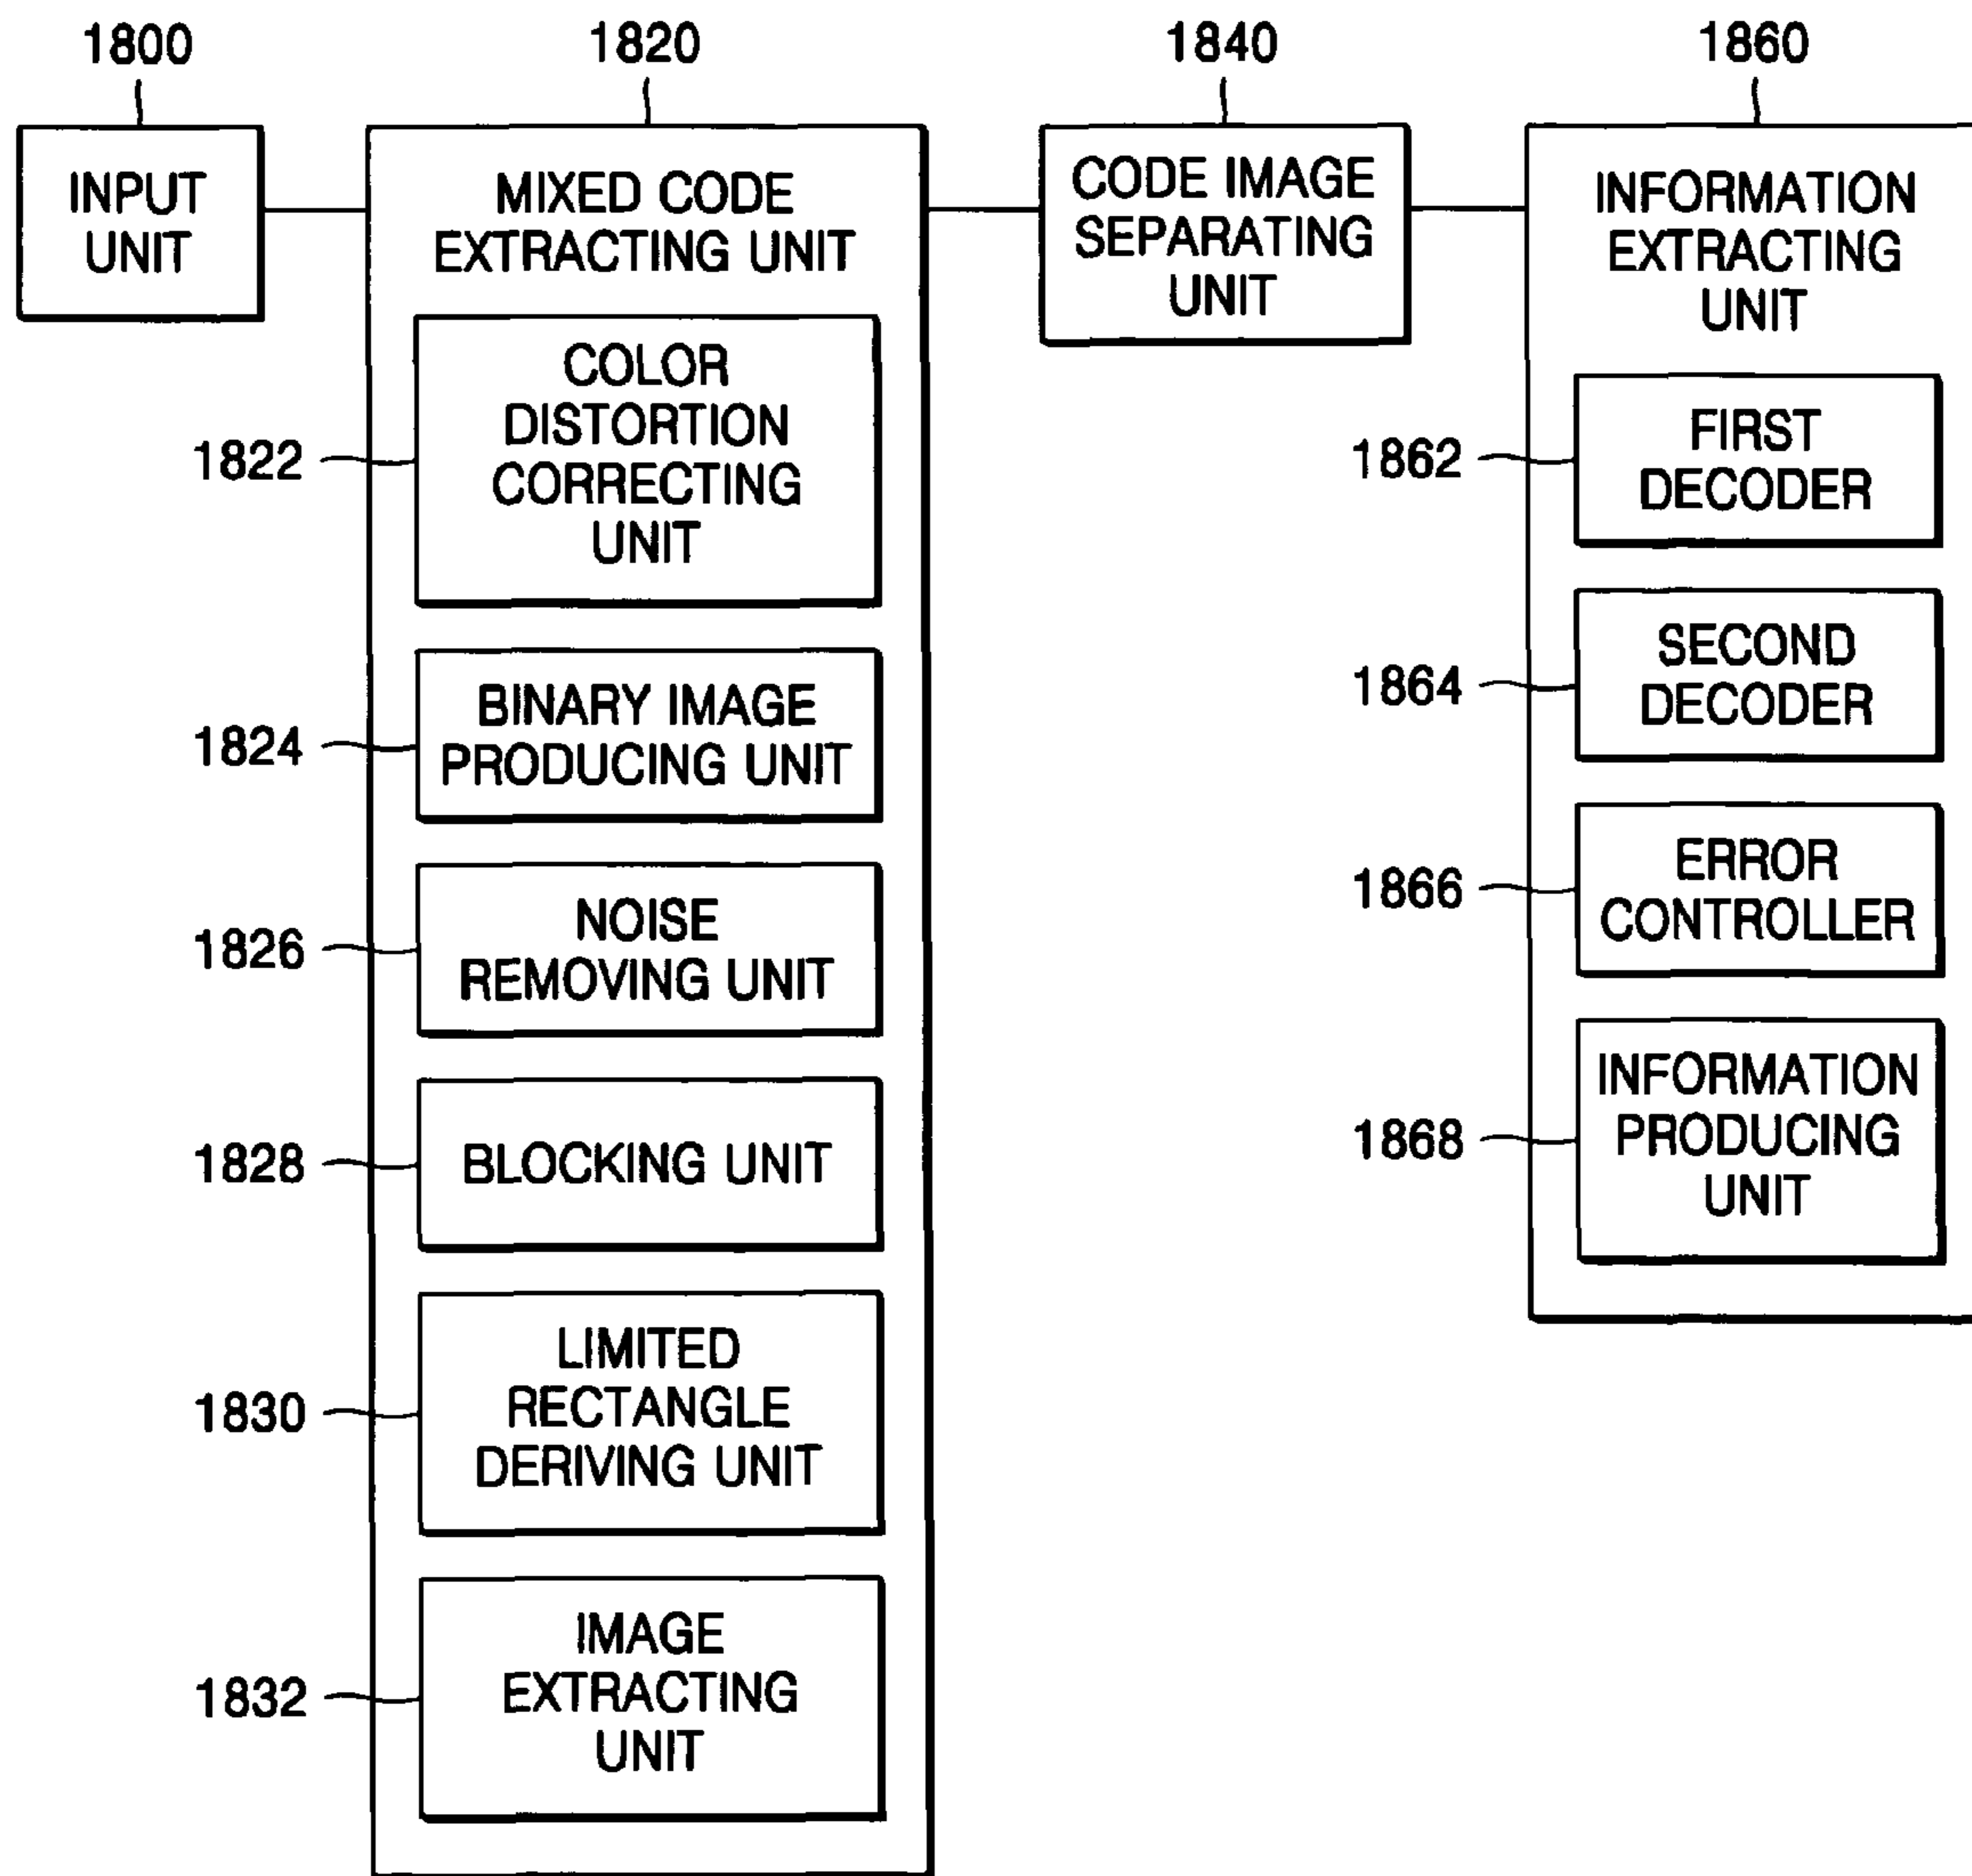 1800
INPUT
UNIT
1820
MIXED CODE
EXTRACTING UNIT
1822
COLOR
DISTORTION
CORRECTING
UNIT
1824
BINARY IMAGE
PRODUCING UNIT
1826
NOISE
REMOVING UNIT
1828
BLOCKING UNIT
1830
LIMITED
RECTANGLE
DERIVING UNIT
1832
IMAGE
EXTRACTING
UNIT
1840
CODE IMAGE
SEPARATING
UNIT
1860
INFORMATION
EXTRACTING
UNIT
1862
FIRST
DECODER
1864
SECOND
DECODER
1866
ERROR
CONTROLLER
1868
INFORMATION
PRODUCING
UNIT